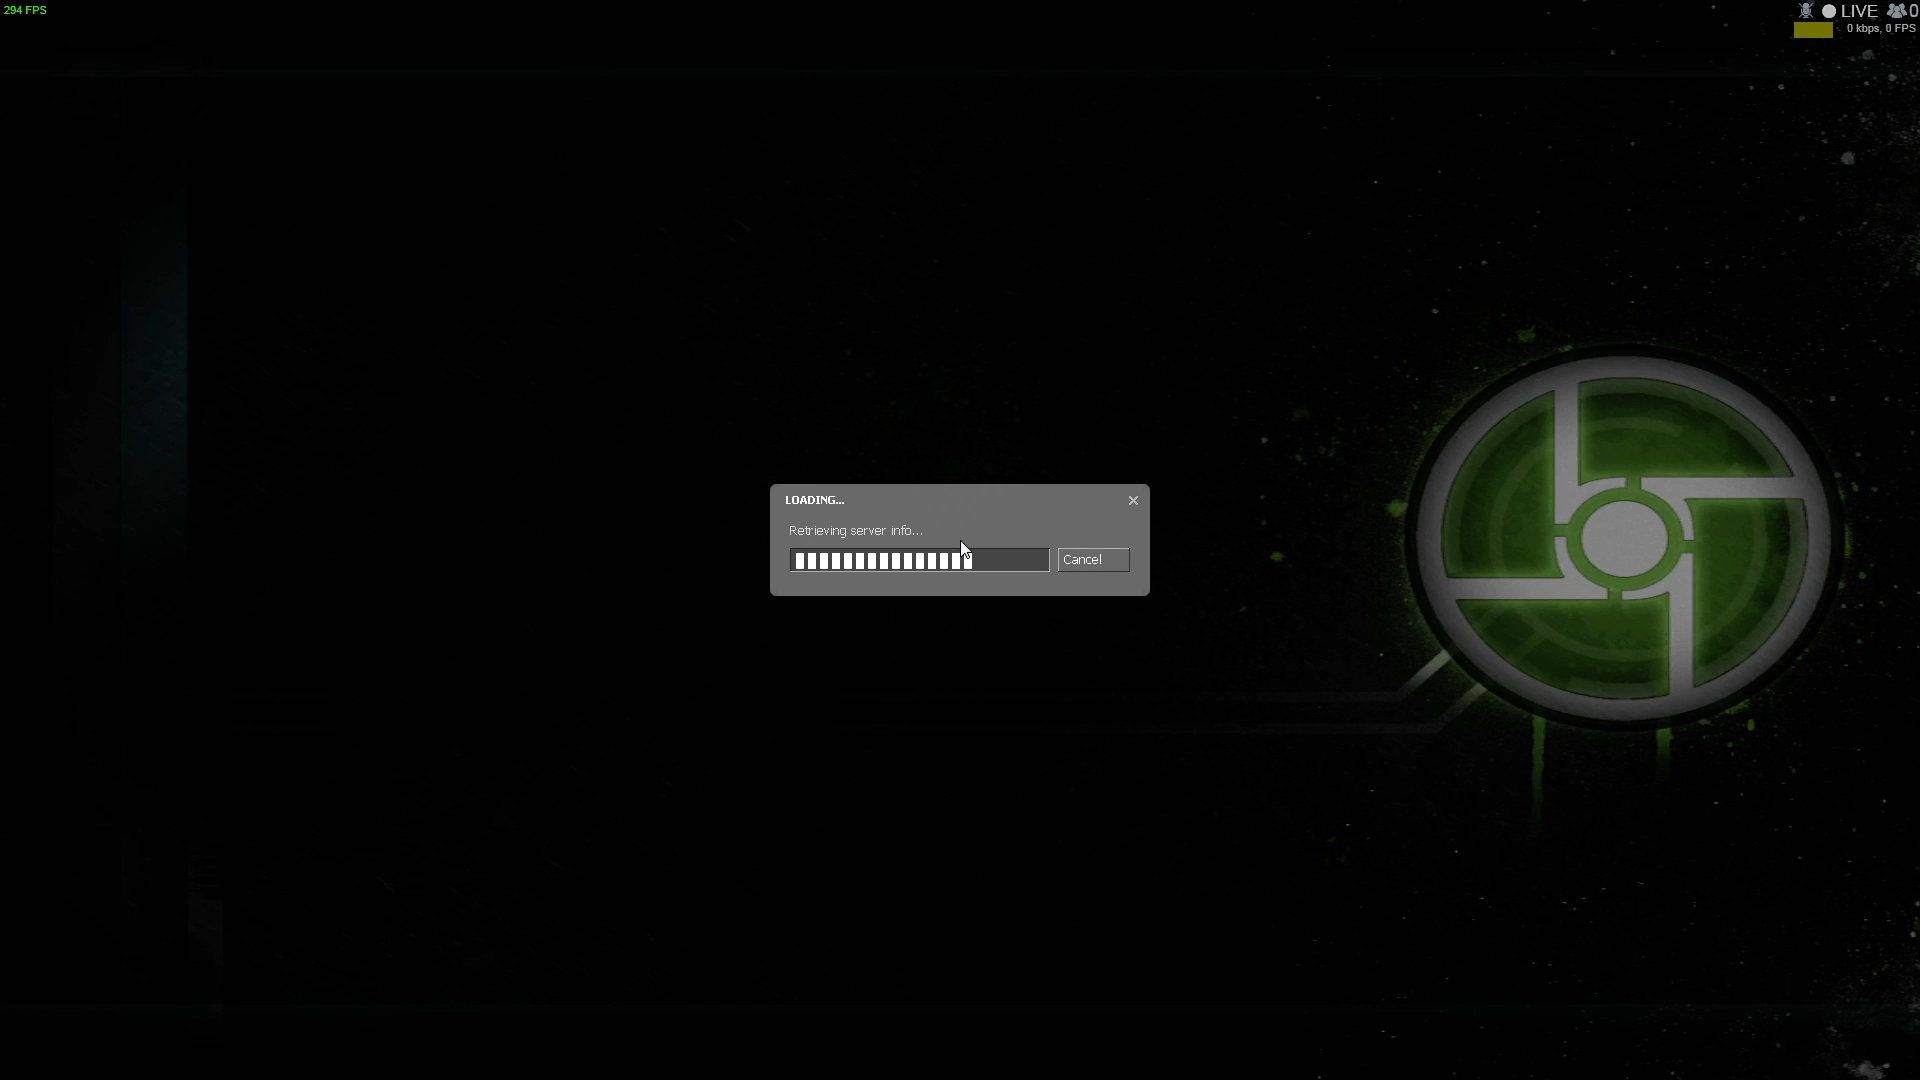 294 FPS
LIVE 0
0 kbps, 0 FPS
LOADING...
Retrieving server info...
Cancel